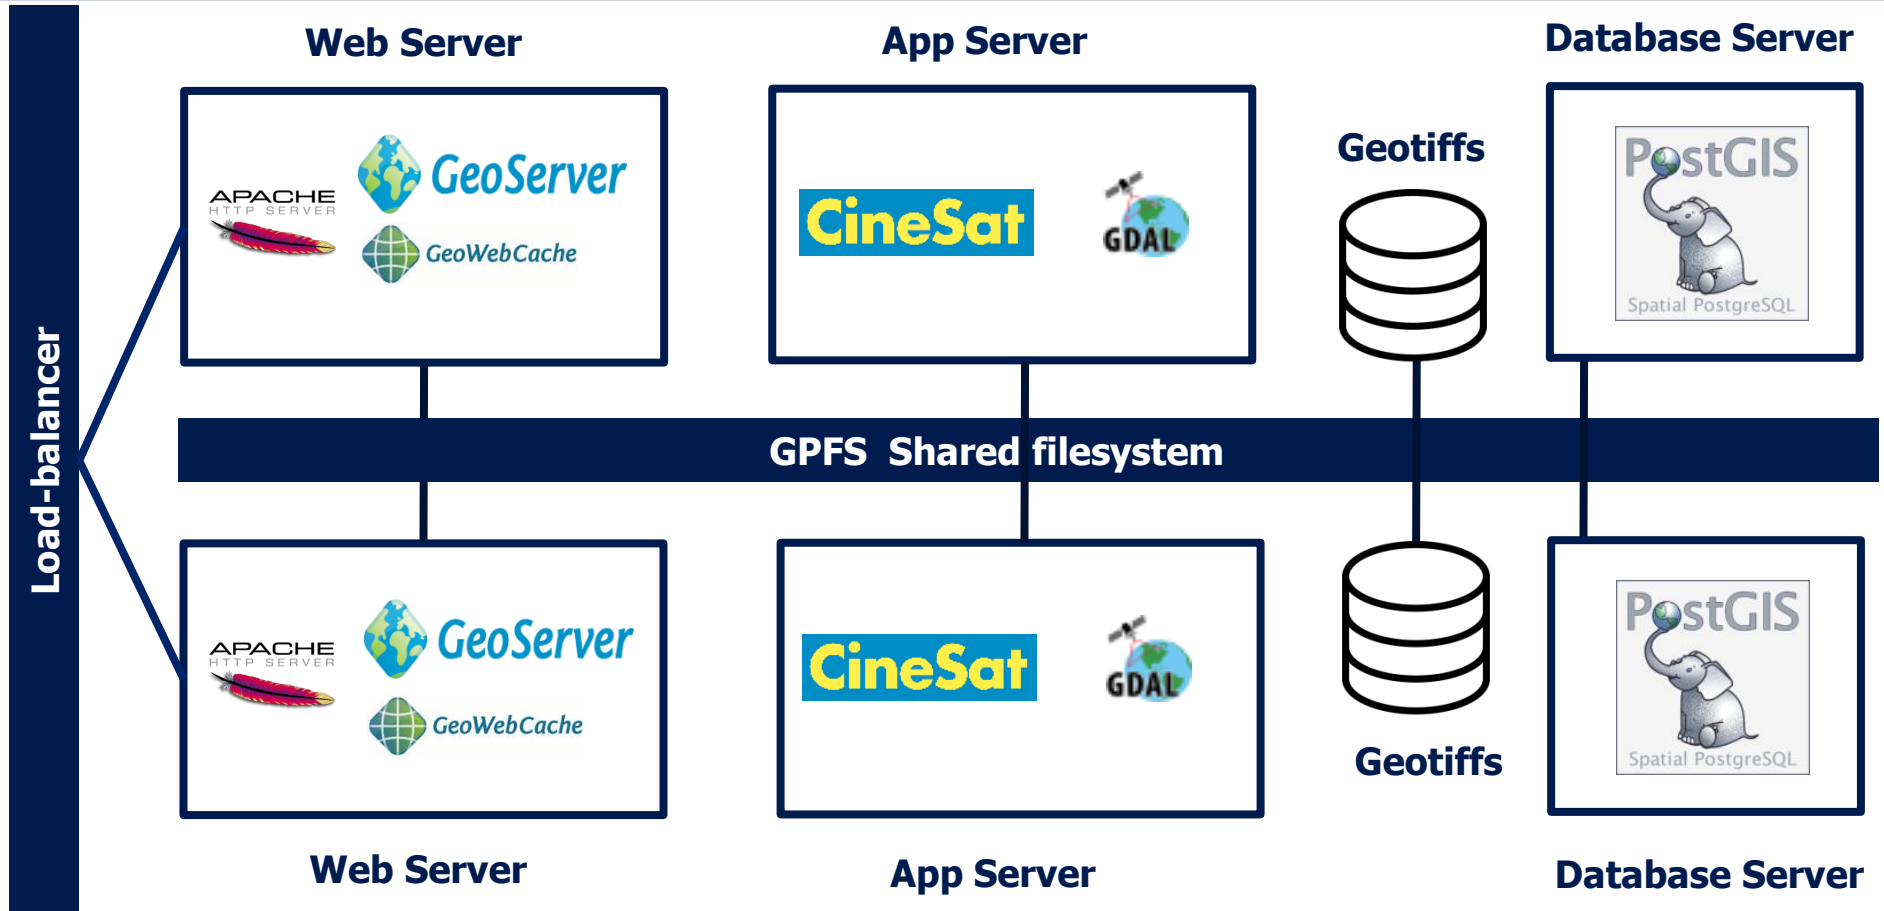 Web Server
App Server
Database Server
APACHE
HTTP SERVER
GeoServer
GeoWebCache
CineSat
GDAL
Geotiffs
PostGIS
Spatial PostgreSQL
Load-balancer
GPFS Shared filesystem
APACHE
HTTP SERVER
GeoServer
GeoWebCache
CineSat
GDAL
Geotiffs
PostGIS
Spatial PostgreSQL
Web Server
App Server
Database Server